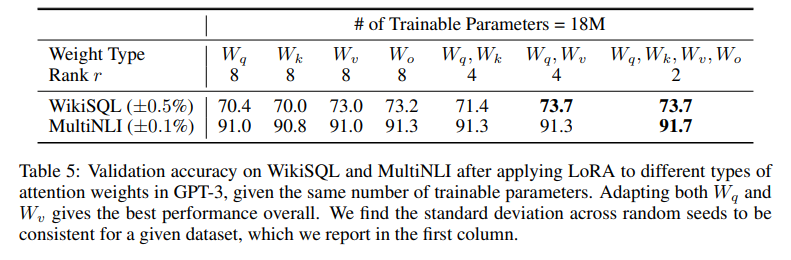 # of Trainable Parameters = 18M
Weight Type W_q W_k W_v W_o W_q, W_k W_q, W_v W_q, W_k, W_v, W_o
Rank r 8 8 8 8 4 4 2
WikiSQL (±0.5%) 70.4 70.0 73.0 73.2 71.4 73.7 73.7
MultiNLI (±0.1%) 91.0 90.8 91.0 91.3 91.3 91.3 91.7
Table 5: Validation accuracy on WikiSQL and MultiNLI after applying LoRA to different types of
attention weights in GPT-3, given the same number of trainable parameters. Adapting both W_q and
W_v gives the best performance overall. We find the standard deviation across random seeds to be
consistent for a given dataset, which we report in the first column.